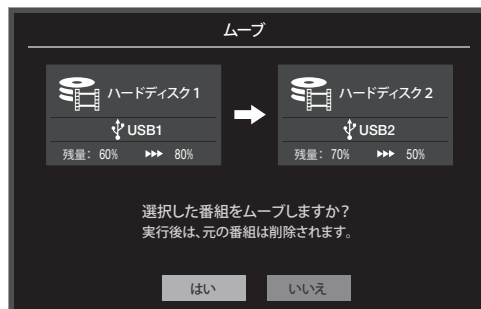 ムーブ
ハードディスク1
USB1
残量: 60% ▶▶▶ 80%
ハードディスク2
USB2
残量: 70% ▶▶▶ 50%
選択した番組をムーブしますか?
実行後は、元の番組は削除されます。
はい
いいえ